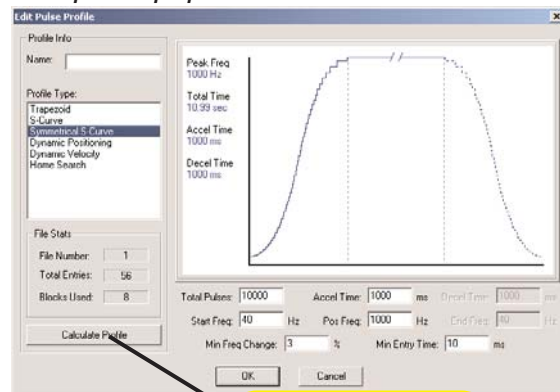 Edit Pulse Profile
Profile Info
Name:
Profile Type:
Trapezoid
S-Curve
Symmetrical S-Curve
Dynamic Positioning
Dynamic Velocity
Home Search
File Stats
File Number: 1
Total Entries: 56
Blocks Used: 8
Calculate Profile
Peak Freq
1000 Hz
Total Time
10.99 sec
Accel Time
1000 ms
Decel Time
1000 ms
Total Pulses: 10000 Accel Time: 1000 ms Decel Time: 1000 ms
Start Freq: 40 Hz Pos Freq: 1000 Hz End Freq: 40 Hz
Min Freq Change: 3 % Min Entry Time: 10 ms
OK Cancel